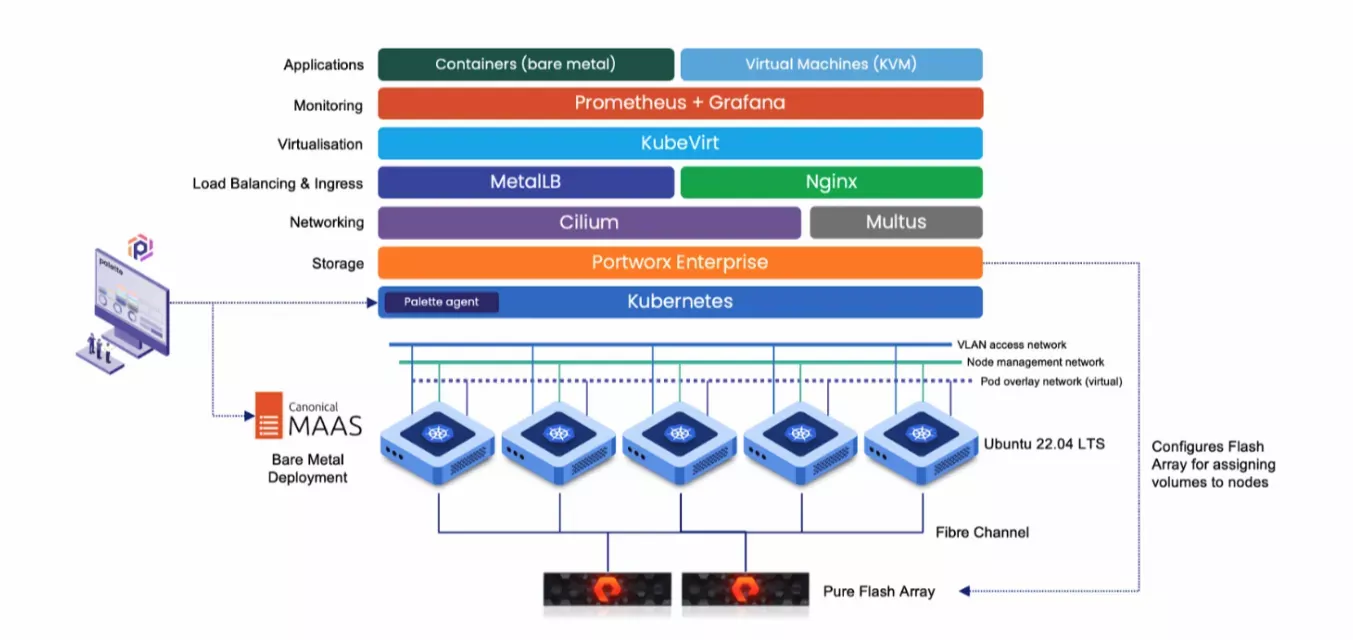 Applications
Containers (bare metal)
Virtual Machines (KVM)
Monitoring
Prometheus + Grafana
Virtualisation
KubeVirt
Load Balancing & Ingress
MetalLB
Nginx
Networking
Cilium
Multus
Storage
Portworx Enterprise
palette
Palette agent
Kubernetes
VLAN access network
Node management network
Pod overlay network (virtual)
Canonical
MAAS
Bare Metal
Deployment
Ubuntu 22.04 LTS
Configures Flash
Array for assigning
volumes to nodes
Fibre Channel
Pure Flash Array